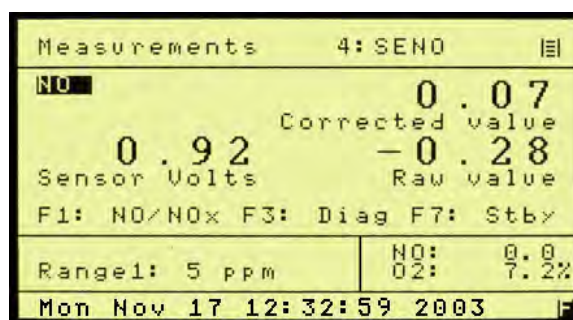 Measurements 4:SENO
NO
0.07
Corrected value
0.92 -0.28
Sensor Volts Raw value
F1: NO/NOx F3: Diag F7: Stby
Range1: 5 ppm
NO: 0.0
O2: 7.2%
Mon Nov 17 12:32:59 2003 F